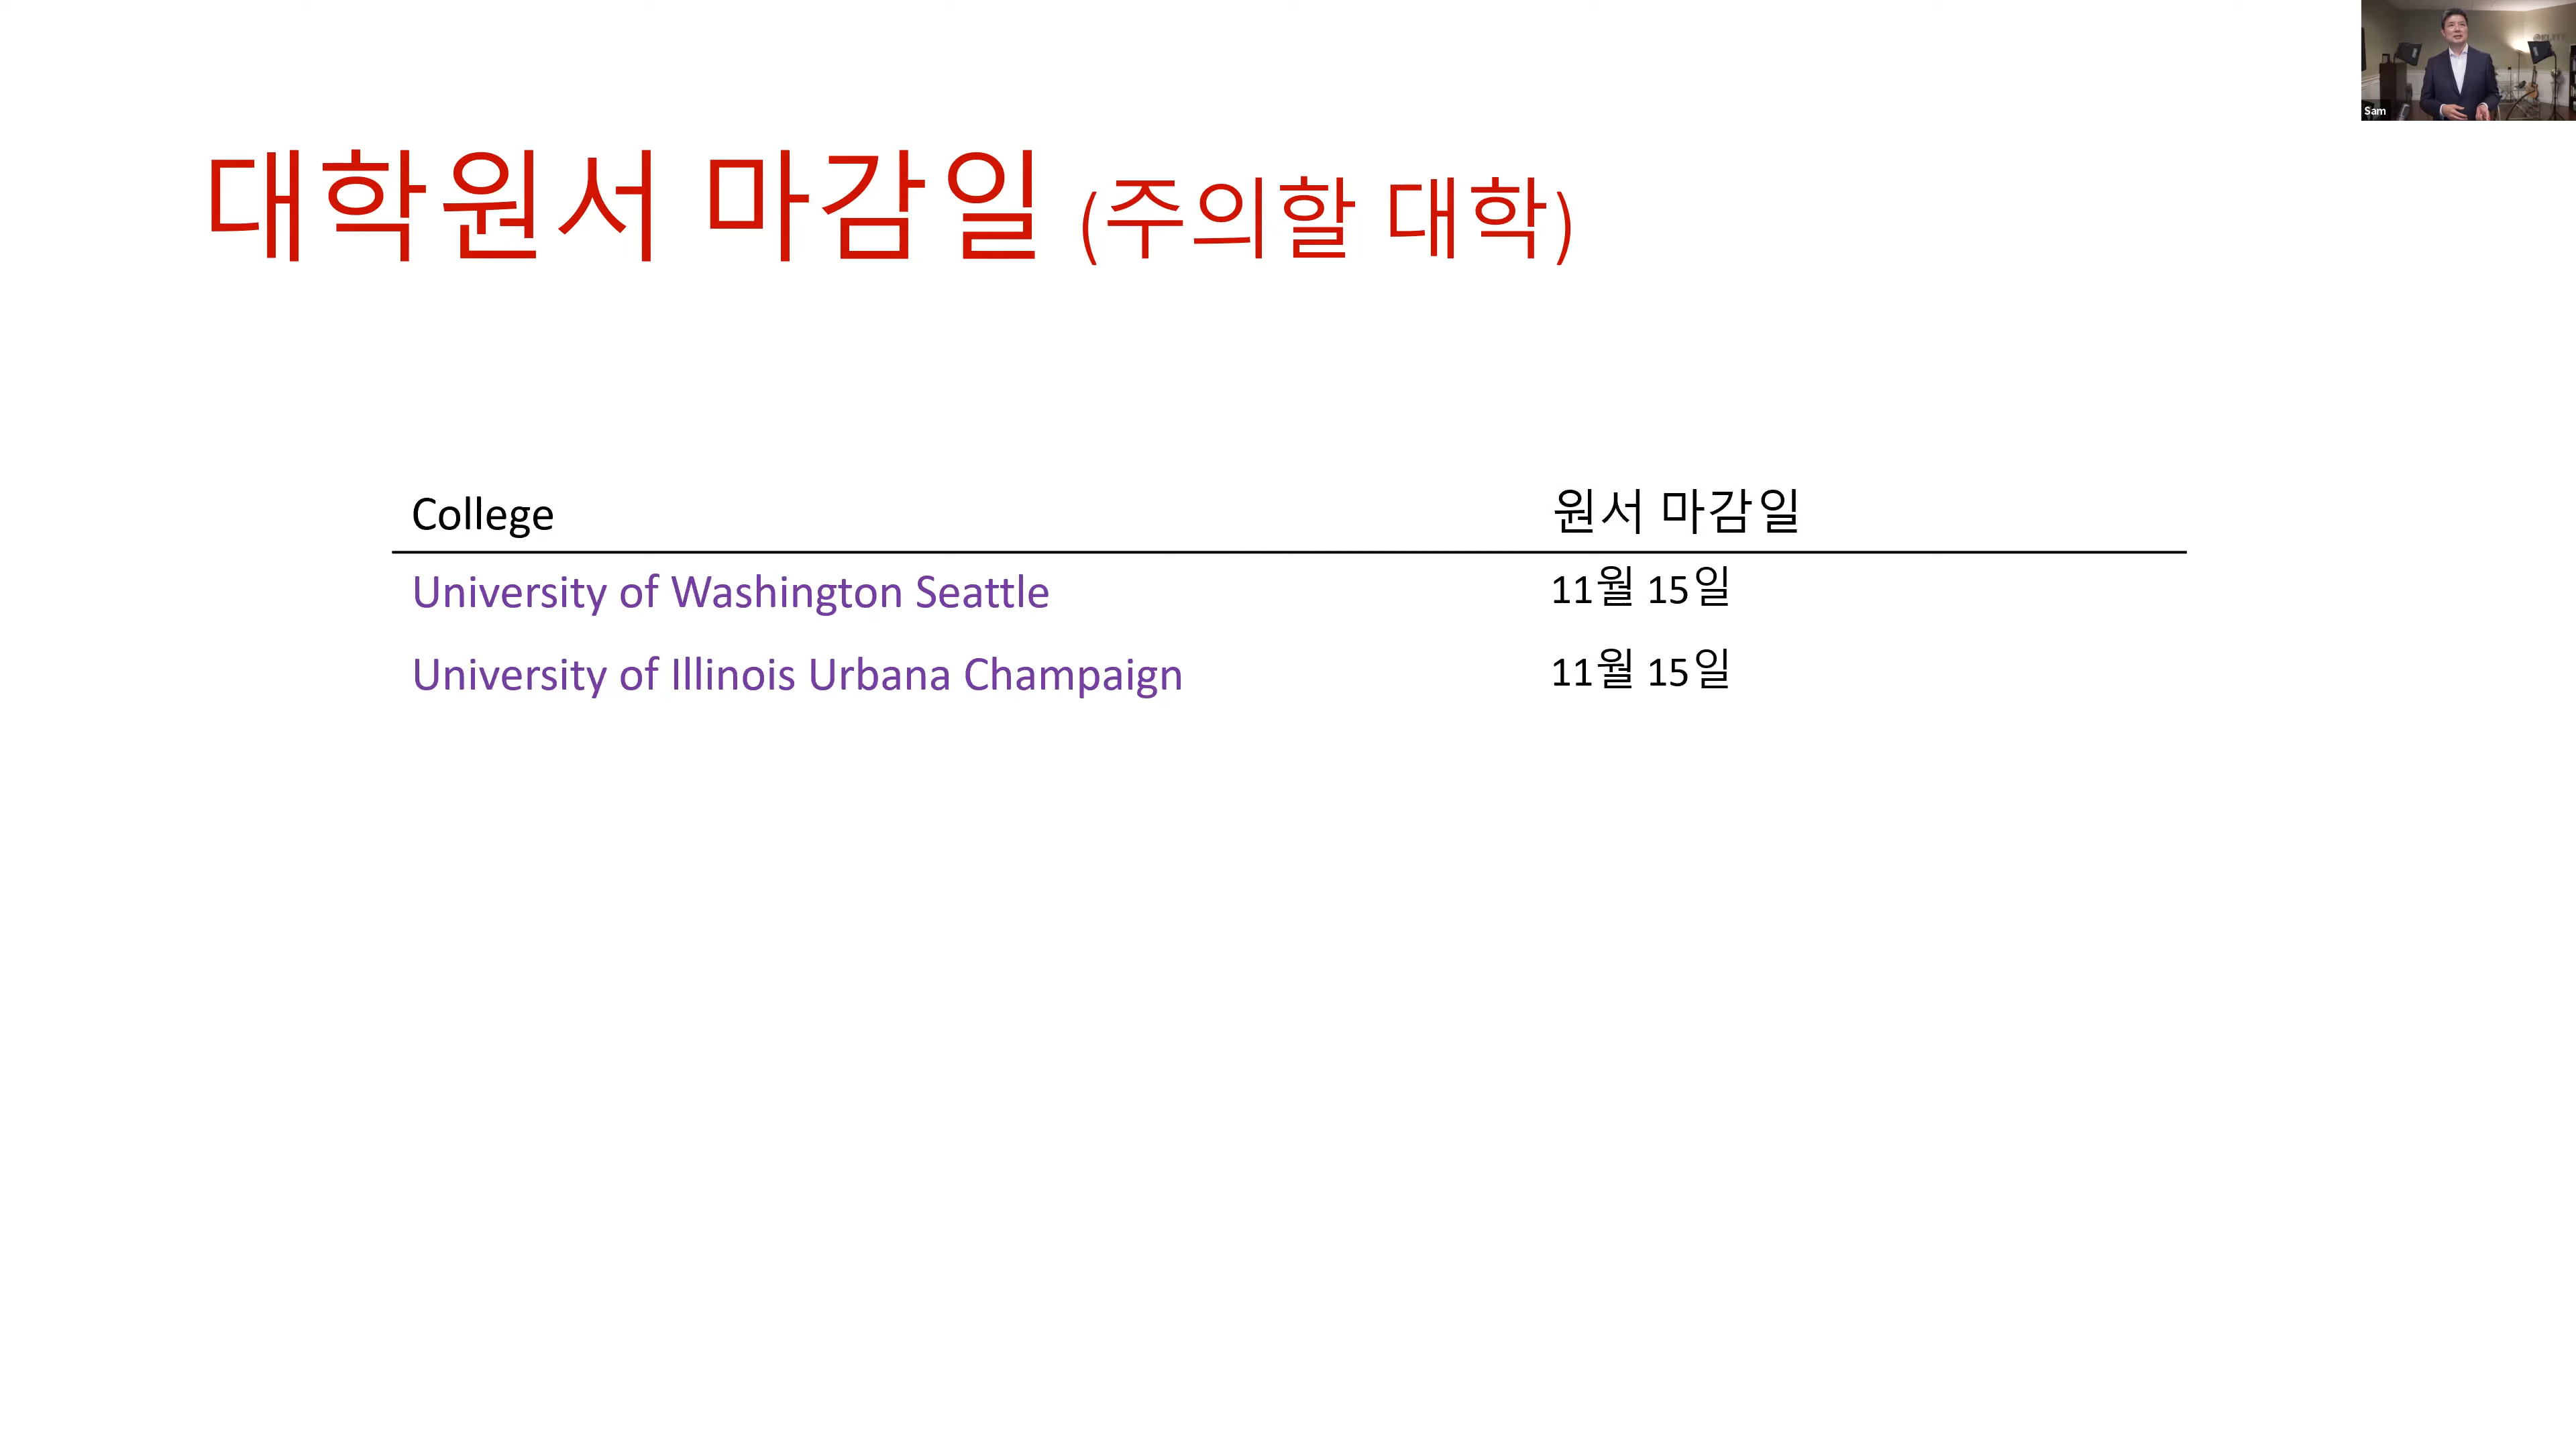 대학원서 마감일 (주의할 대학)
College 원서 마감일
University of Washington Seattle 11월 15일
University of Illinois Urbana Champaign 11월 15일
Sam